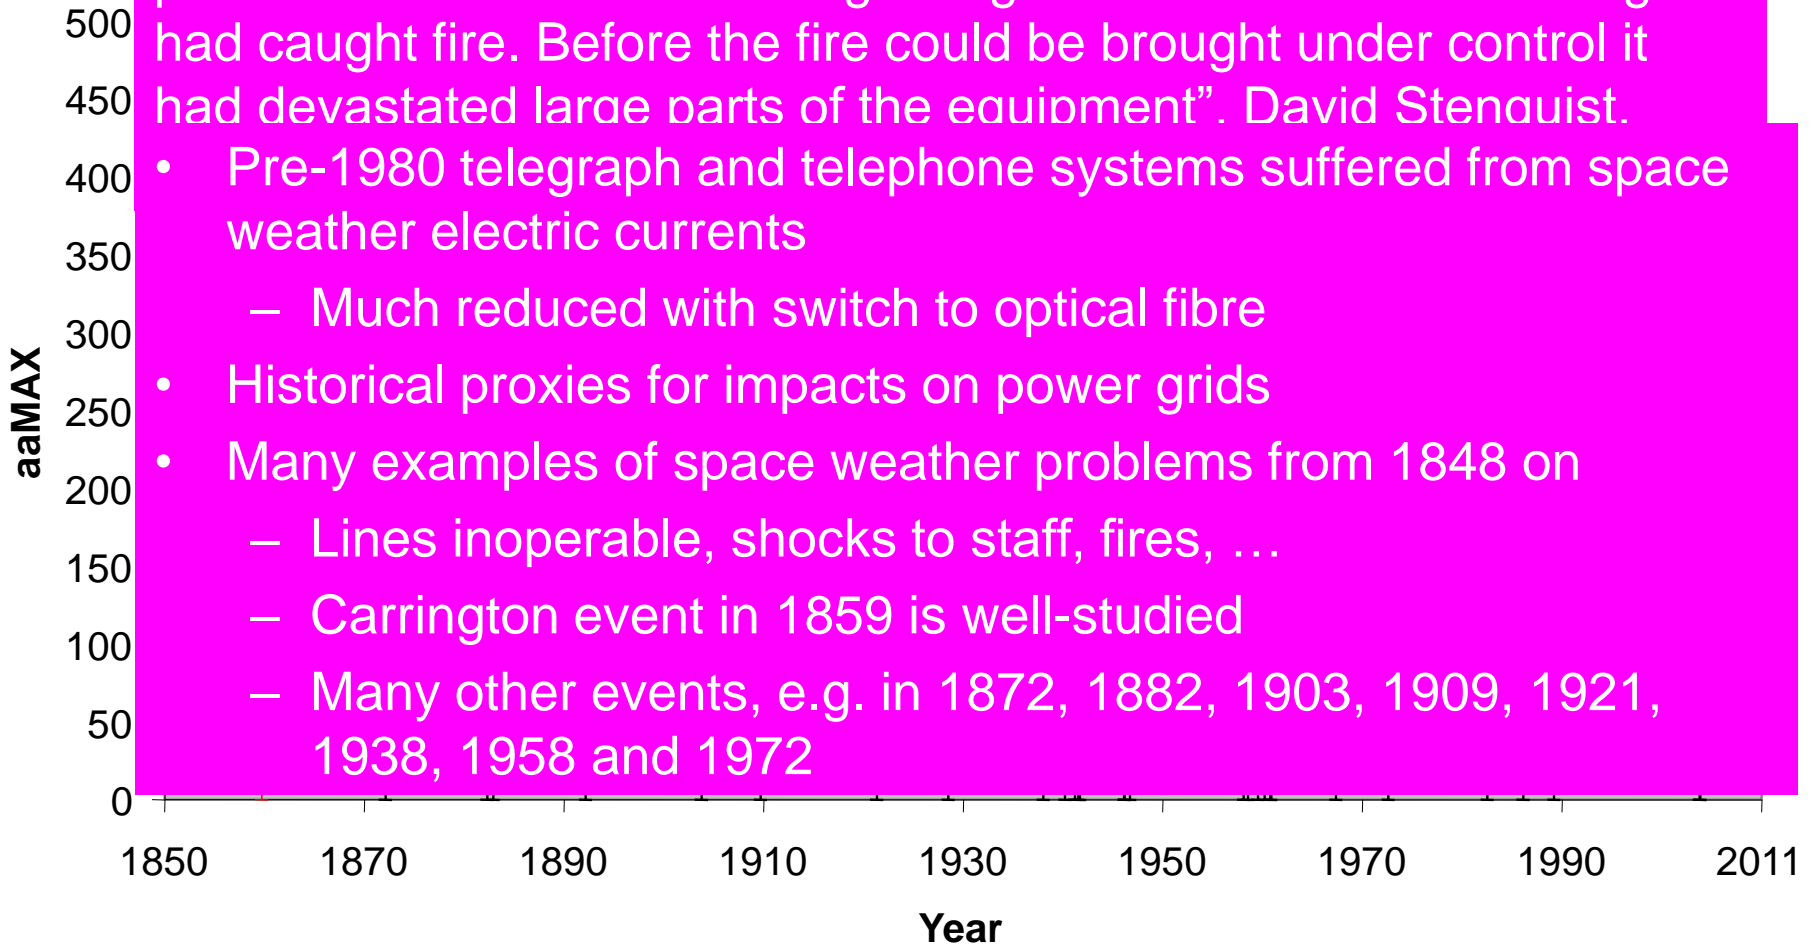 500
had caught fire. Before the fire could be brought under control it
450
had devastated large parts of the equipment”. David Stenquist.
400
• Pre-1980 telegraph and telephone systems suffered from space
weather electric currents
350
– Much reduced with switch to optical fibre
300
• Historical proxies for impacts on power grids
250
aaMAX
• Many examples of space weather problems from 1848 on
200
– Lines inoperable, shocks to staff, fires, …
150
– Carrington event in 1859 is well-studied
100
– Many other events, e.g. in 1872, 1882, 1903, 1909, 1921,
50
1938, 1958 and 1972
0
1850 1870 1890 1910 1930 1950 1970 1990 2011
Year